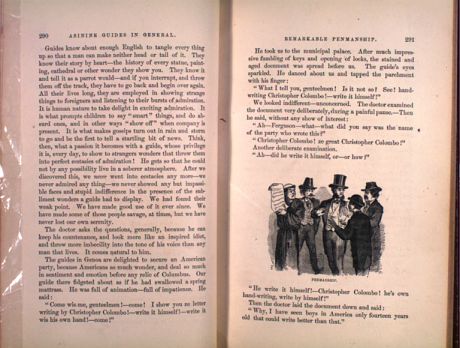 290 ASININE GUIDES IN GENERAL.
Guides know about enough English to tangle every thing
up so that a man can make neither head or tail of it. They
know their story by heart—the history of every statue, paint-
ing, cathedral or other wonder they show you. They know it
and tell it as a parrot would—and if you interrupt, and throw
them off the track, they have to go back and begin over again.
All their lives long, they are employed in showing strange
things to foreigners and listening to their bursts of admiration.
It is human nature to take delight in exciting admiration. It
is what prompts children to say "smart" things, and do ab-
surd ones, and in other ways "show off" when company is
present. It is what makes gossips turn out in rain and storm
to go and be the first to tell a startling bit of news. Think,
then, what a passion it becomes with a guide, whose privilege
it is, every day, to show to strangers wonders that throw them
into perfect ecstasies of admiration! He gets so that he could
not by any possibility live in a soberer atmosphere. After we
discovered this, we never went into ecstasies any more—we
never admired any thing—we never showed any but impassi-
ble faces and stupid indifference in the presence of the sub-
limest wonders a guide had to display. We had found their
weak point. We have made good use of it ever since. We
have made some of those people savage, at times, but we have
never lost our own serenity.
The doctor asks the questions, generally, because he can
keep his countenance, and look more like an inspired idiot,
and throw more imbecility into the tone of his voice than any
man that lives. It comes natural to him.
The guides in Genoa are delighted to secure an American
party, because Americans so much wonder, and deal so much
in sentiment and emotion before any relic of Columbus. Our
guide there fidgeted about as if he had swallowed a spring
mattress. He was full of animation—full of impatience. He
said:
"Come wis me, genteelmen!—come! I show you ze letter
writing by Christopher Colombo!—write it himself!—write it
wis his own hand!—come!"
REMARKABLE PENMANSHIP. 291
He took us to the municipal palace. After much impres-
sive fumbling of keys and opening of locks, the stained and
aged document was spread before us. The guide's eyes
sparkled. He danced about us and tapped the parchment
with his finger:
"What I tell you, genteelmen! Is it not so? See! hand-
writing Christopher Colombo!—write it himself!"
We looked indifferent—unconcerned. The doctor examined
the document very deliberately, during a painful pause.—Then
he said, without any show of interest:
"Ah—Ferguson—what—what did you say was the name
of the party who wrote this?"
"Christopher Colombo! ze great Christopher Colombo!"
Another deliberate examination.
"Ah—did he write it himself, or—or how?"
PENMANSHIP.
"He write it himself!—Christopher Colombo! he's own
hand-writing, write by himself!"
Then the doctor laid the document down and said:
"Why, I have seen boys in America only fourteen years
old that could write better than that."